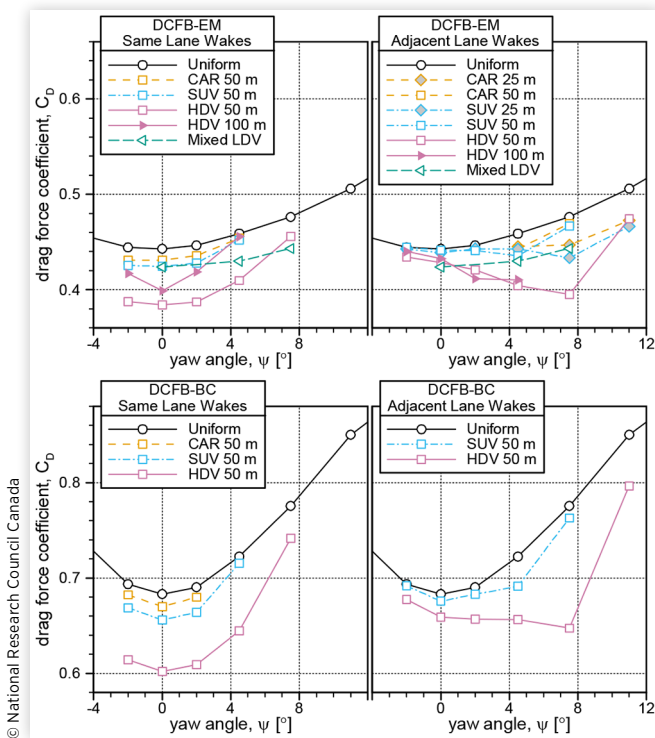 DCFB-EM
Same Lane Wakes
Uniform
CAR 50 m
SUV 50 m
HDV 50 m
HDV 100 m
Mixed LDV
DCFB-EM
Adjacent Lane Wakes
Uniform
CAR 25 m
CAR 50 m
SUV 25 m
SUV 50 m
HDV 50 m
HDV 100 m
Mixed LDV
drag force coefficient, C_D
0.6
0.5
0.4
-4 0 4 8
0 4 8 12
yaw angle, ψ [°]
yaw angle, ψ [°]
DCFB-BC
Same Lane Wakes
Uniform
CAR 50 m
SUV 50 m
HDV 50 m
DCFB-BC
Adjacent Lane Wakes
Uniform
SUV 50 m
HDV 50 m
drag force coefficient, C_D
0.8
0.7
0.6
-4 0 4 8
0 4 8 12
yaw angle, ψ [°]
yaw angle, ψ [°]
© National Research Council Canada